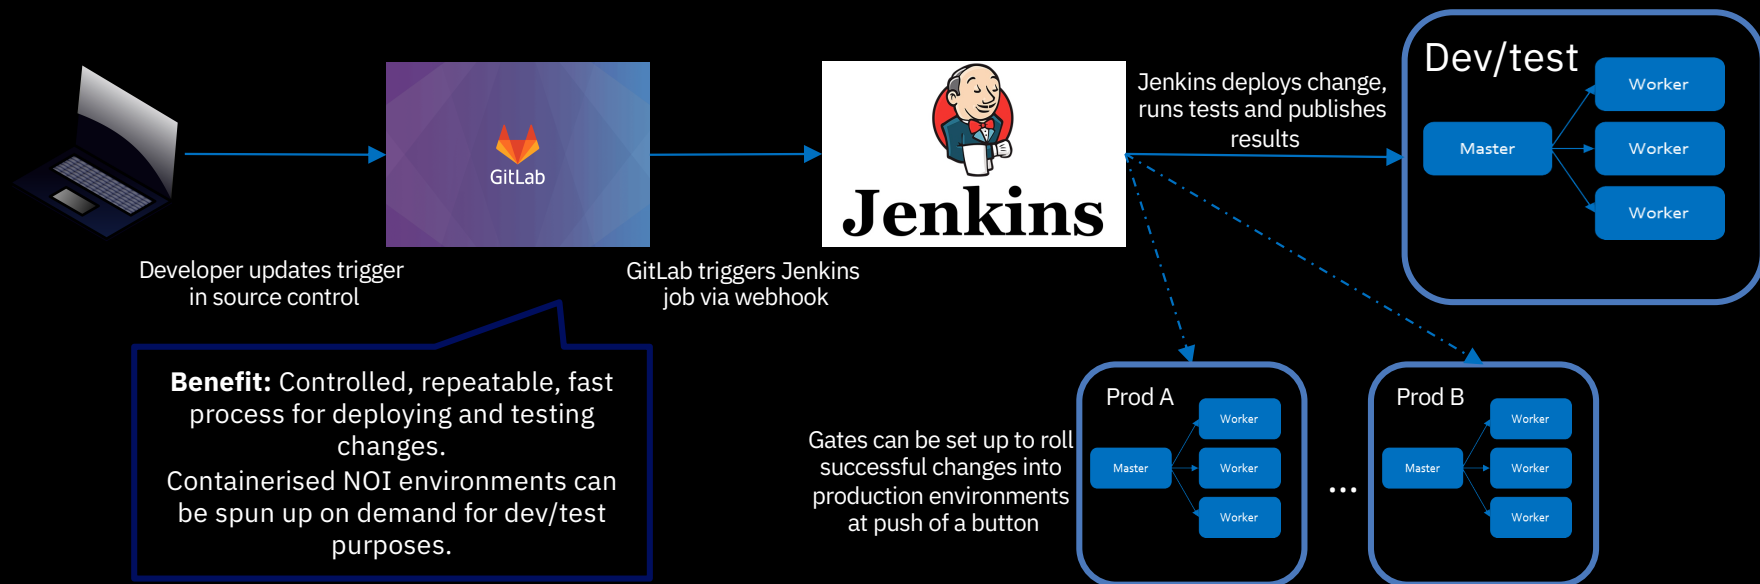 GitLab
Developer updates trigger
in source control
GitLab triggers Jenkins
job via webhook
Jenkins
Jenkins deploys change,
runs tests and publishes
results
Dev/test
Master
Worker
Worker
Worker
Benefit: Controlled, repeatable, fast
process for deploying and testing
changes.
Containerised NOI environments can
be spun up on demand for dev/test
purposes.
Gates can be set up to roll
successful changes into
production environments
at push of a button
Prod A
Master
Worker
Worker
Worker
...
Prod B
Master
Worker
Worker
Worker